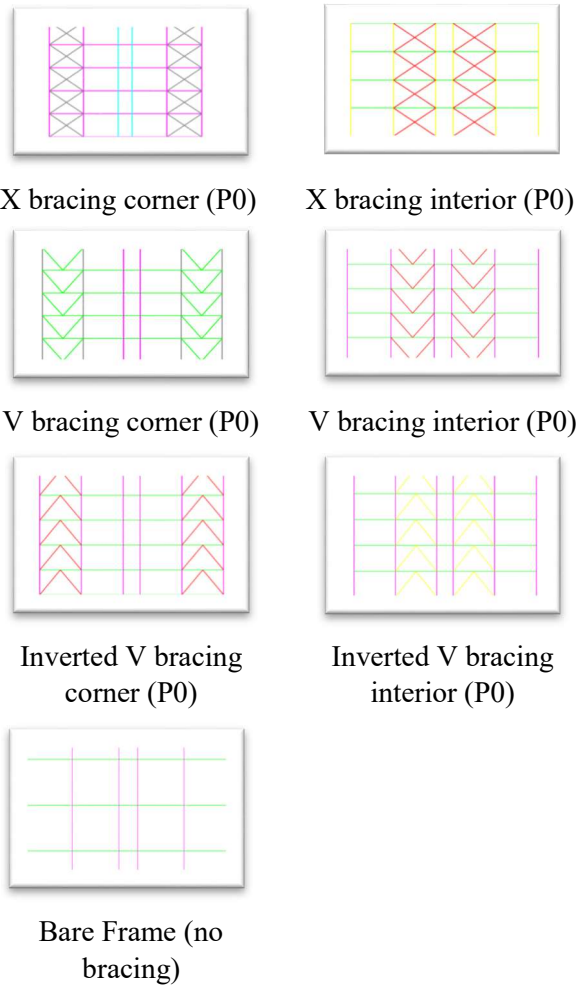 X bracing corner (P0)
X bracing interior (P0)
V bracing corner (P0)
V bracing interior (P0)
Inverted V bracing
corner (P0)
Inverted V bracing
interior (P0)
Bare Frame (no
bracing)